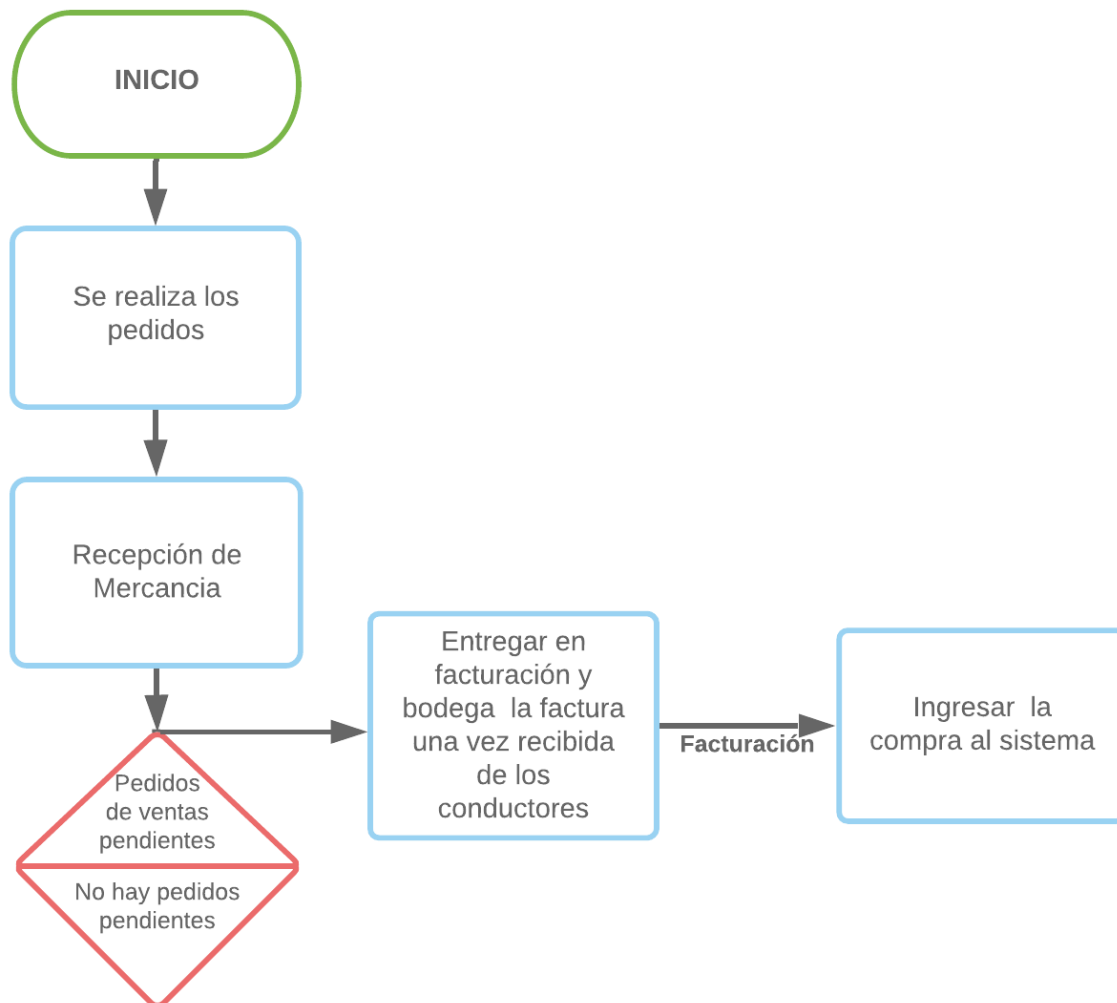 INICIO
Se realiza los
pedidos
Recepción de
Mercancia
Entregar en
facturación y
bodega la factura
una vez recibida
de los
conductores
Facturación
Ingresar la
compra al sistema
Pedidos
de ventas
pendientes
No hay pedidos
pendientes